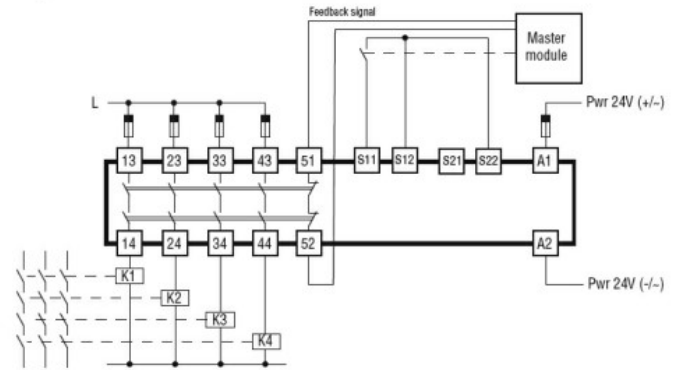 Feedback signal
Master
module
L
Pwr 24V (+/~)
13 23 33 43 51 S11 S12 S21 S22 A1
14 24 34 44 52 A2
K1
K2
Pwr 24V (-/~)
K3
K4